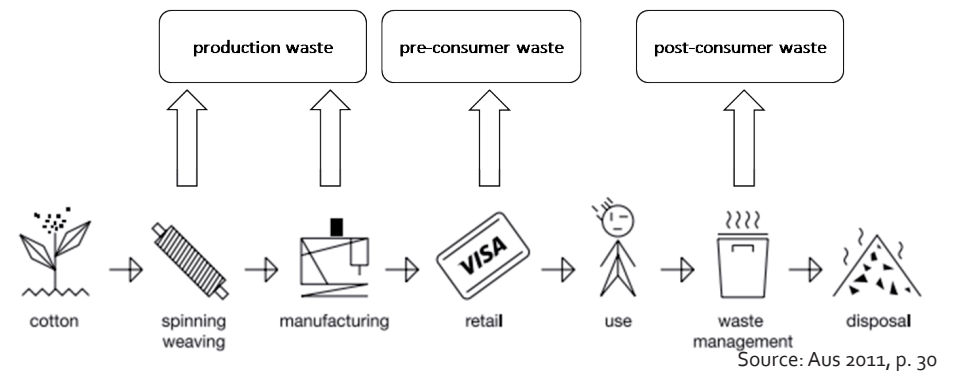 production waste
pre-consumer waste
post-consumer waste
VISA
cotton
spinning
weaving
manufacturing
retail
use
waste
management
disposal
Source: Aus 2011, p. 30